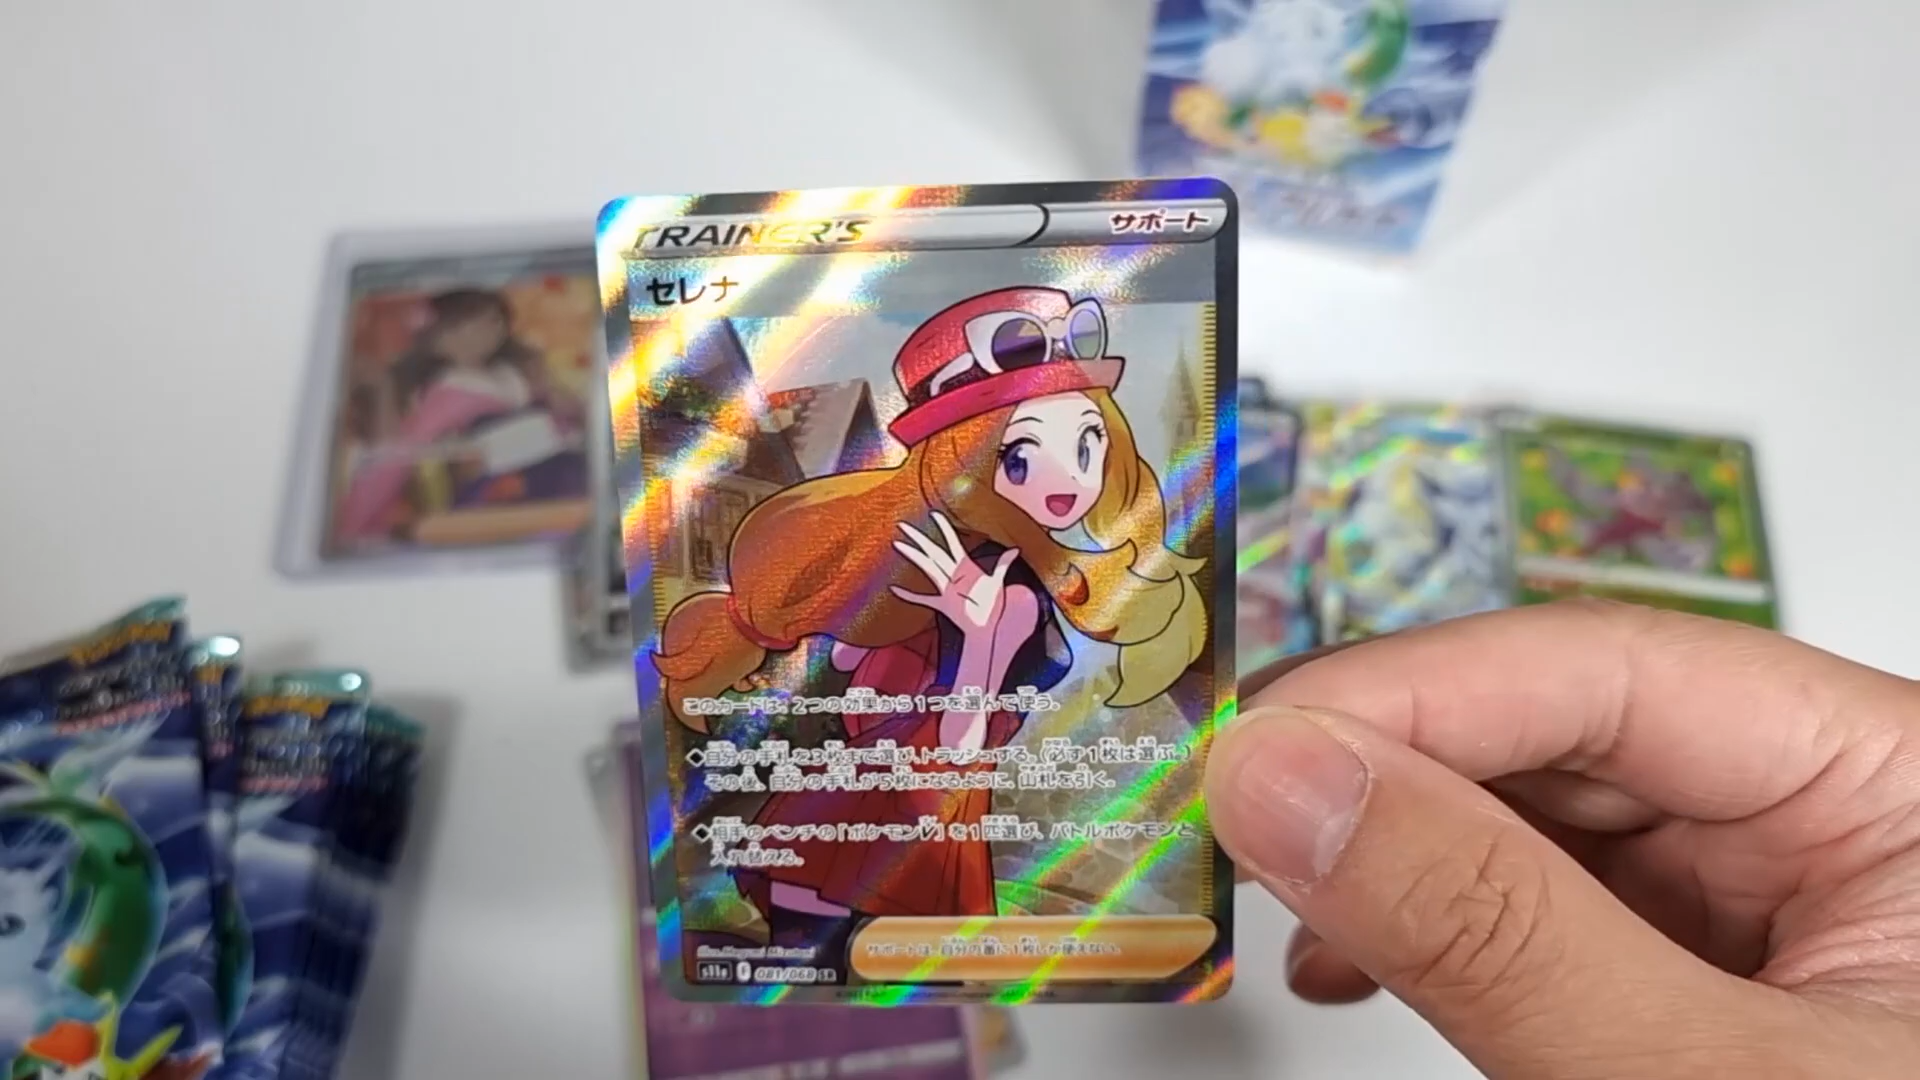 TRAINER'S
サポート
セレナ
このカードは、2つの効果から1つを選んで使う。
◆自分の手札を3枚まで選び、トラッシュする。(必ず1枚は選ぶ。)
その後、自分の手札が5枚になるように、山札を引く。
◆相手のベンチの「ポケモンV」を1匹選び、バトルポケモンと
入れ替える。
サポートは、自分の番に1枚しか使えない。
s11a F 081/068 SR